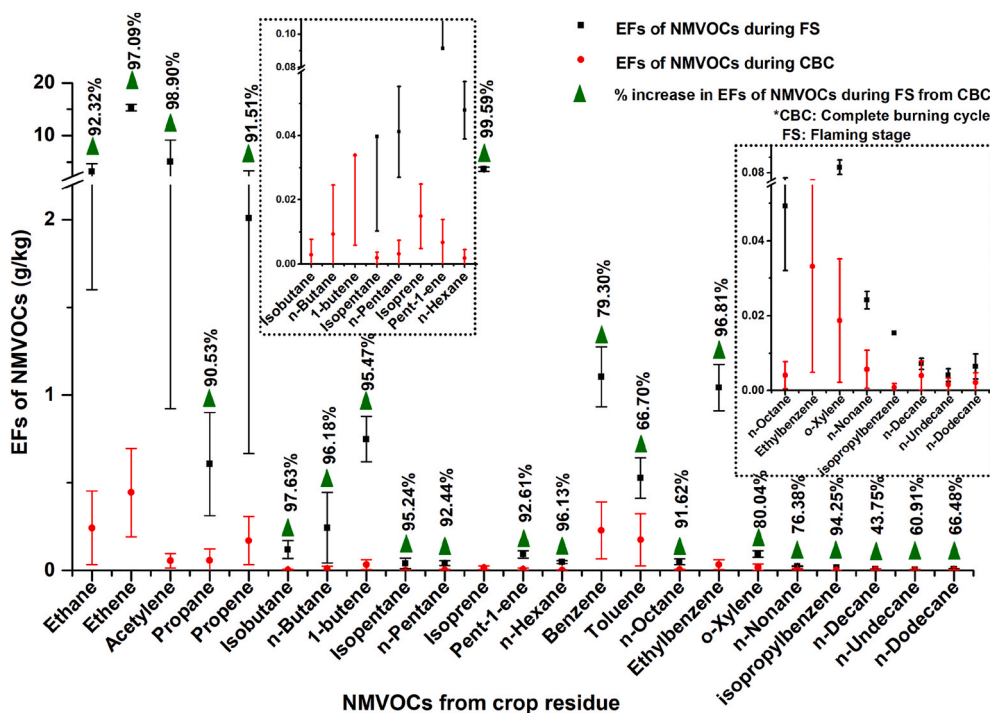 EFs of NMVOCs during FS
EFs of NMVOCs during CBC
% increase in EFs of NMVOCs during FS from CBC
*CBC: Complete burning cycle
FS: Flaming stage
EFs of NMVOCs (g/kg)
20
15
10
5
2
1
0
92.32%
97.09%
98.90%
90.53%
91.51%
97.63%
96.18%
95.47%
95.24%
92.44%
99.59%
92.61%
96.13%
79.30%
66.70%
91.62%
96.81%
80.04%
76.38%
94.25%
43.75%
60.91%
66.48%
0.10
0.08
0.04
0.02
0.00
Isobutane
n-Butane
1-butene
Isopentane
n-Pentane
Isoprene
Pent-1-ene
n-Hexane
0.08
0.04
0.02
0.00
n-Octane
Ethylbenzene
o-Xylene
n-Nonane
isopropylbenzene
n-Decane
n-Undecane
n-Dodecane
Ethane
Ethene
Acetylene
Propane
Propene
Isobutane
n-Butane
1-butene
Isopentane
n-Pentane
Isoprene
Pent-1-ene
n-Hexane
Benzene
Toluene
n-Octane
Ethylbenzene
o-Xylene
n-Nonane
isopropylbenzene
n-Decane
n-Undecane
n-Dodecane
NMVOCs from crop residue